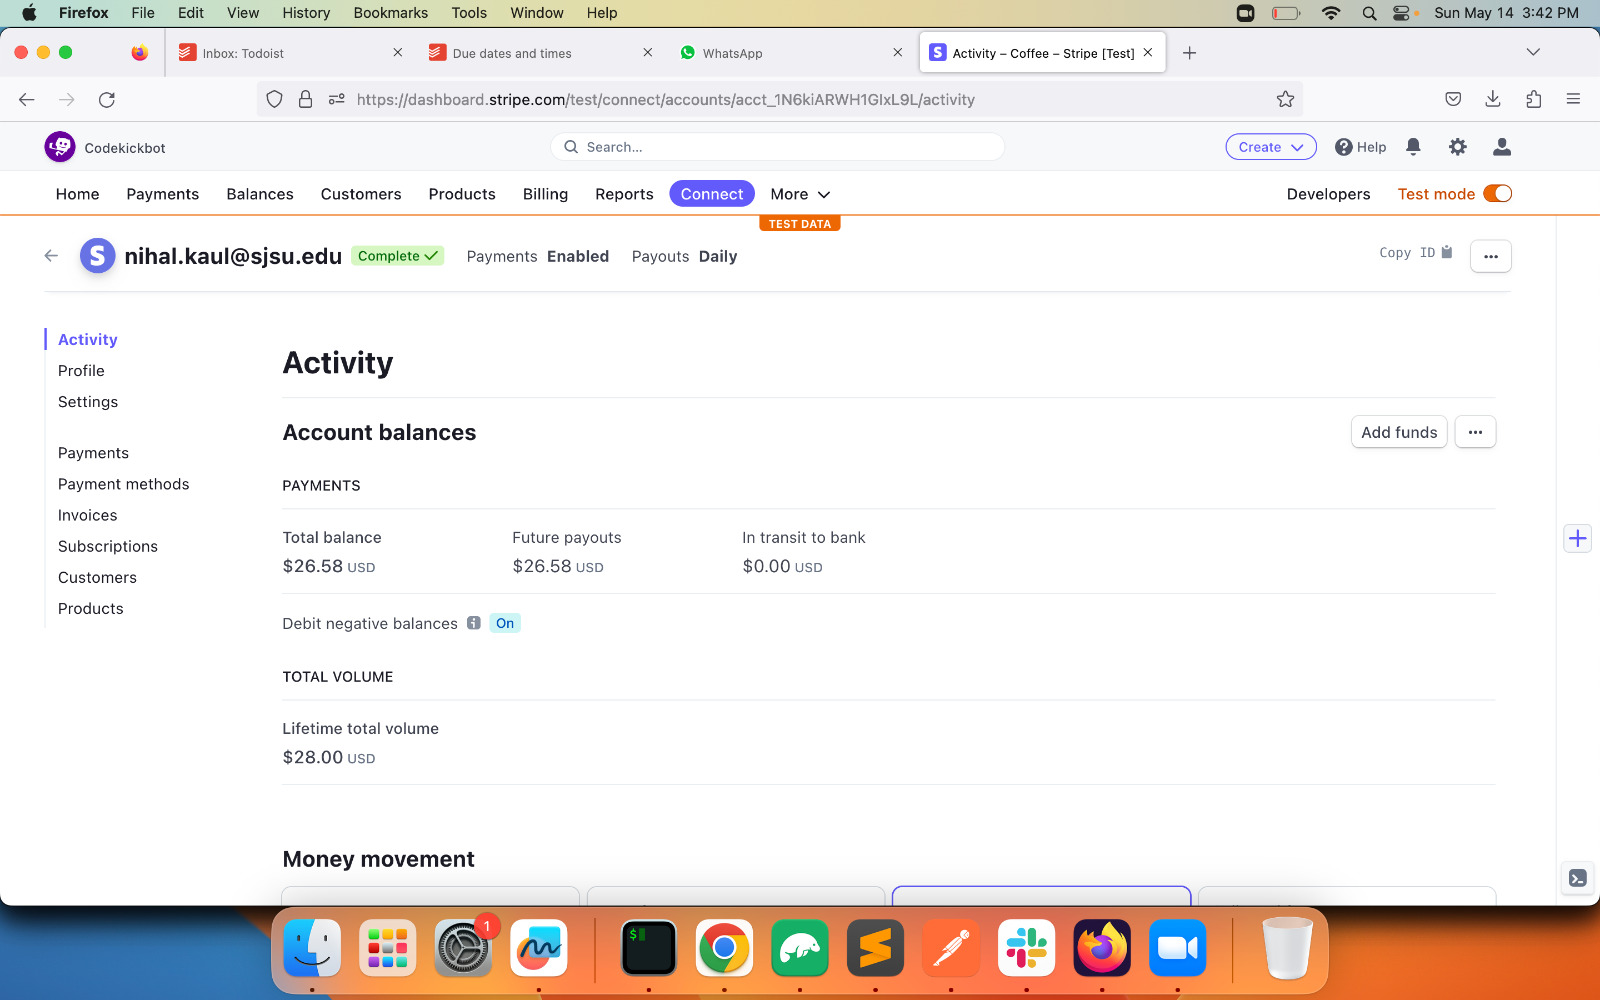 Firefox File Edit View History Bookmarks Tools Window Help Sun May 14 3:42 PM
Inbox: Todoist Due dates and times WhatsApp Activity – Coffee – Stripe [Test]
https://dashboard.stripe.com/test/connect/accounts/acct_1N6kiARWH1GIxL9L/activity
Codekickbot Search... Create Help
Home Payments Balances Customers Products Billing Reports Connect More Developers Test mode
TEST DATA
S nihal.kaul@sjsu.edu Complete Payments Enabled Payouts Daily Copy ID
Activity
Profile
Settings
Payments
Payment methods
Invoices
Subscriptions
Customers
Products
Activity
Account balances Add funds
PAYMENTS
Total balance Future payouts In transit to bank
$26.58 USD $26.58 USD $0.00 USD
Debit negative balances On
TOTAL VOLUME
Lifetime total volume
$28.00 USD
Money movement
1
$